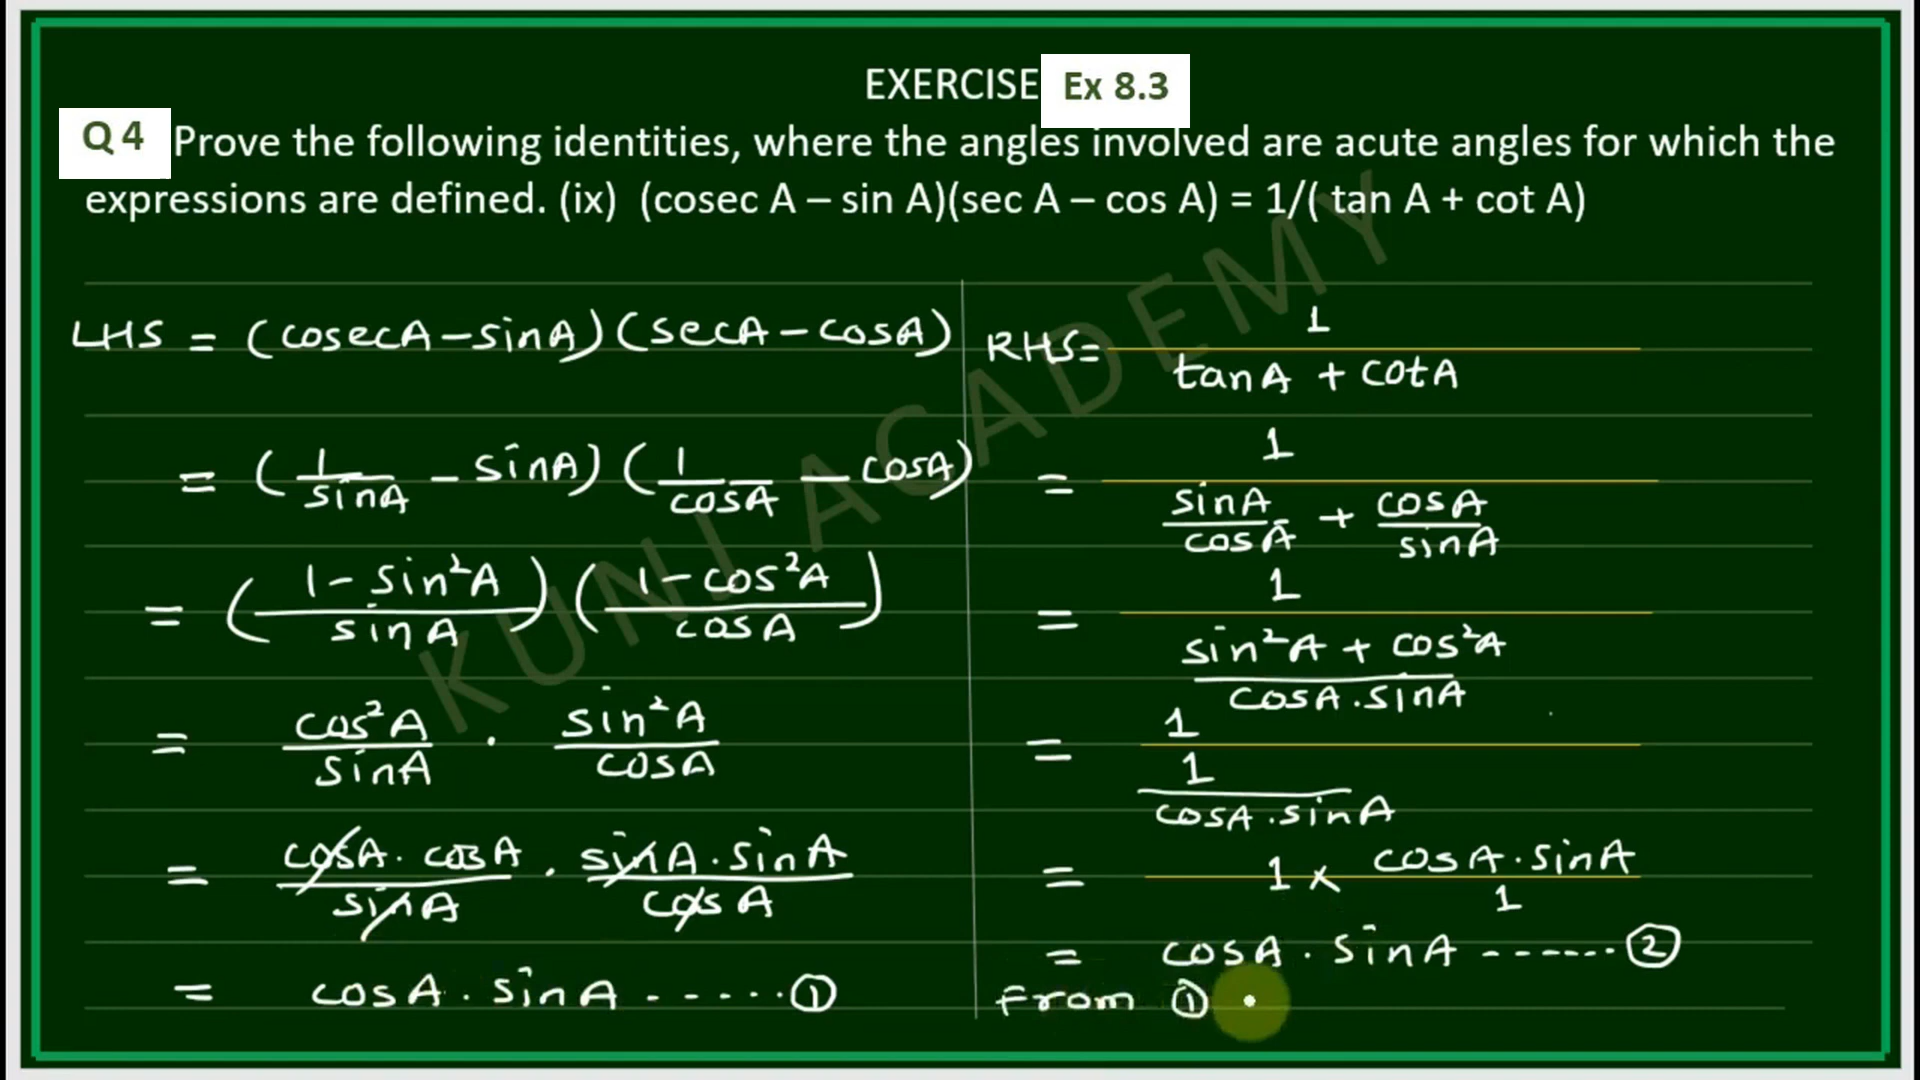 EXERCISE Ex 8.3
Q 4 Prove the following identities, where the angles involved are acute angles for which the
expressions are defined. (ix) (cosec A – sin A)(sec A – cos A) = 1/( tan A + cot A)
LHS = (cosecA - sinA) (secA - cosA)
= (1/sinA - sinA) (1/cosA - cosA)
= (1 - sin²A / sinA) (1 - cos²A / cosA)
= cos²A/sinA . sin²A/cosA
= cosA . cosA / sinA . sinA . sinA / cosA
= cosA . sinA ------ ①
RHS = 1 / tanA + cotA
= 1 / sinA/cosA + cosA/sinA
= 1 / sin²A + cos²A / cosA . sinA
= 1 / 1 / cosA . sinA
= 1 × cosA . sinA / 1
= cosA . sinA ------ ②
From ①
KUNI ACADEMY